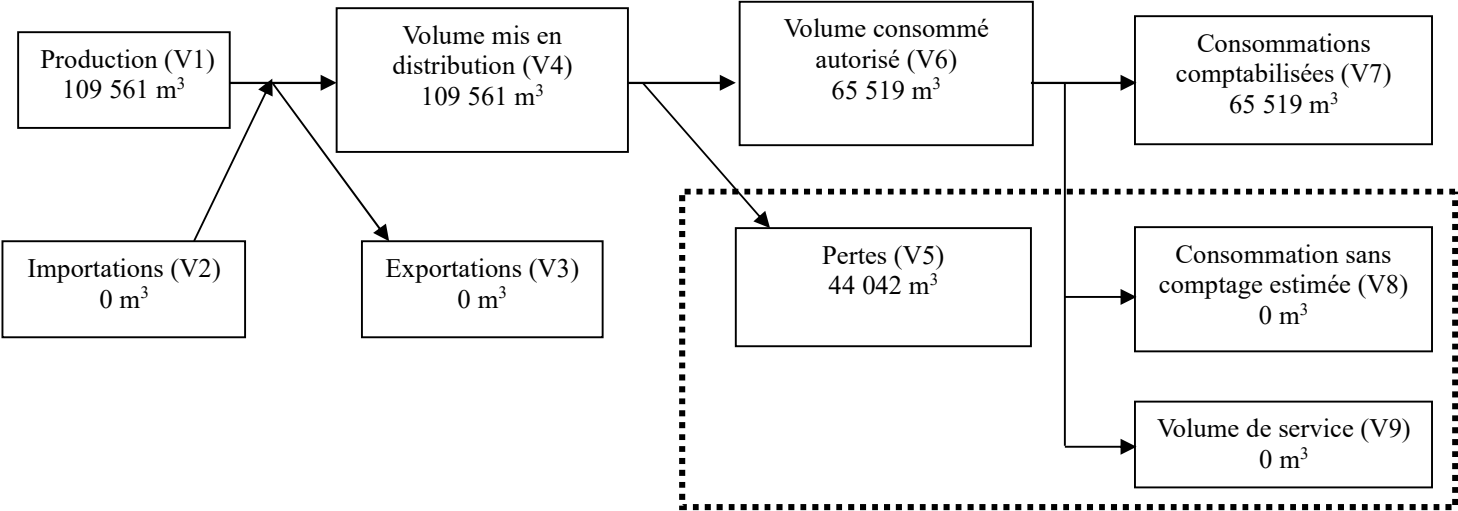 Production (V1)
109 561 m³
Volume mis en
distribution (V4)
109 561 m³
Volume consommé
autorisé (V6)
65 519 m³
Consommations
comptabilisées (V7)
65 519 m³
Importations (V2)
0 m³
Exportations (V3)
0 m³
Pertes (V5)
44 042 m³
Consommation sans
comptage estimée (V8)
0 m³
Volume de service (V9)
0 m³